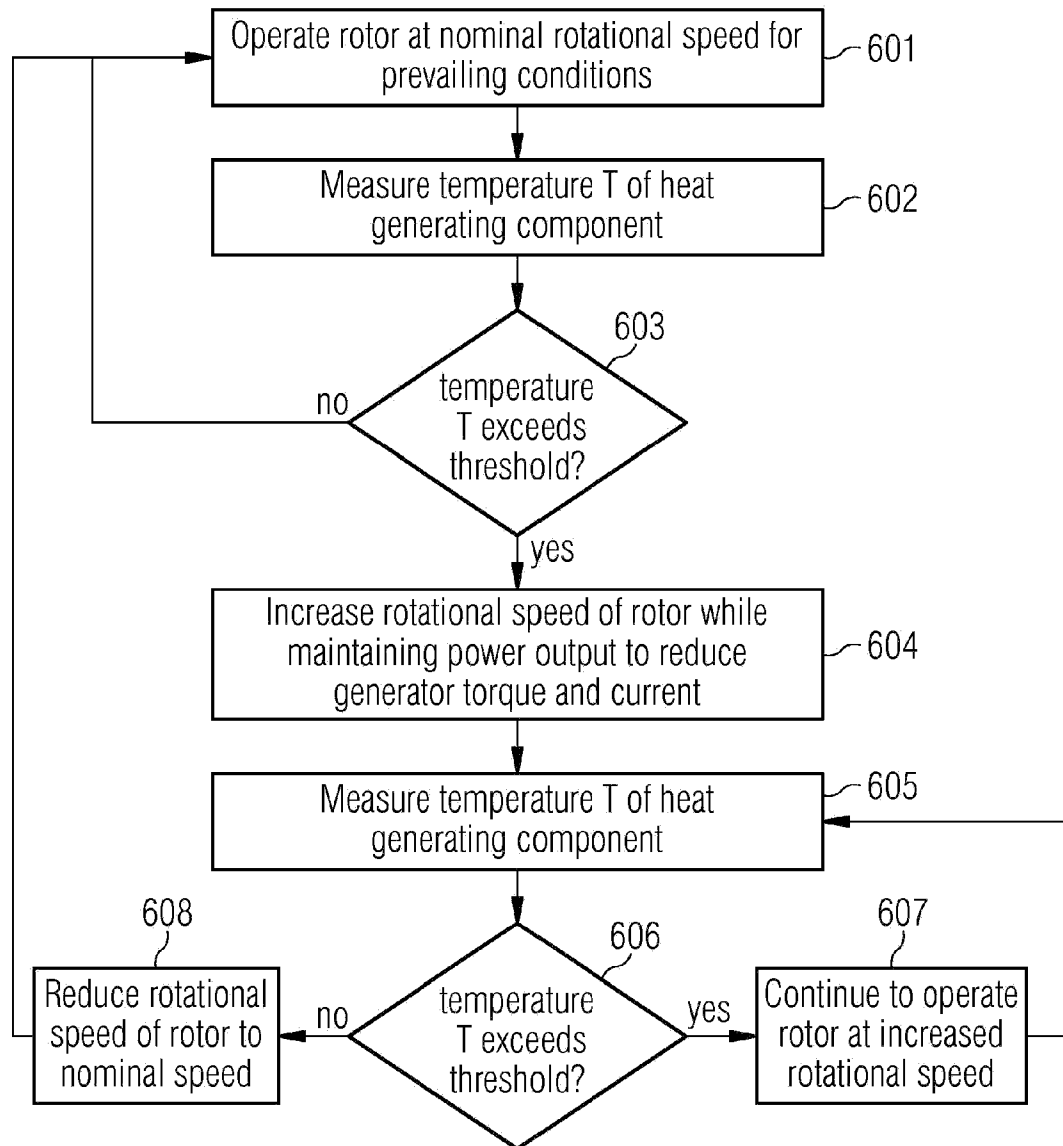 Operate rotor at nominal rotational speed for
prevailing conditions
601
Measure temperature T of heat
generating component
602
603
temperature
T exceeds
threshold?
no
yes
Increase rotational speed of rotor while
maintaining power output to reduce
generator torque and current
604
Measure temperature T of heat
generating component
605
606
temperature
T exceeds
threshold?
no
yes
608
Reduce rotational
speed of rotor to
nominal speed
607
Continue to operate
rotor at increased
rotational speed